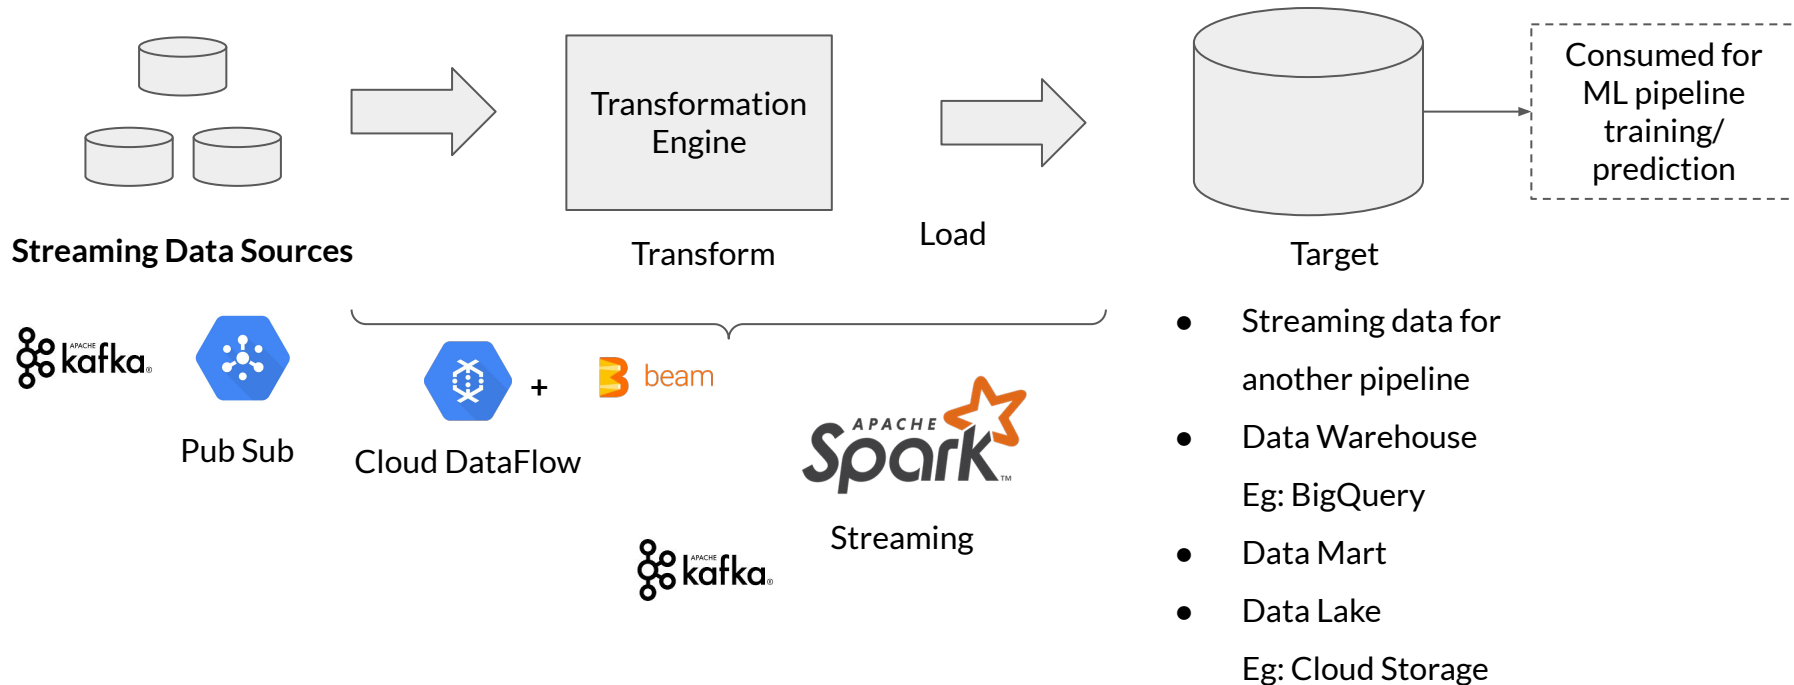 Transformation
Engine
Consumed for
ML pipeline
training/
prediction
Streaming Data Sources
Transform
Load
Target
APACHE
kafka®
Pub Sub
+
beam
Cloud DataFlow
APACHE
Spark™
Streaming
APACHE
kafka®
● Streaming data for
another pipeline
● Data Warehouse
Eg: BigQuery
● Data Mart
● Data Lake
Eg: Cloud Storage